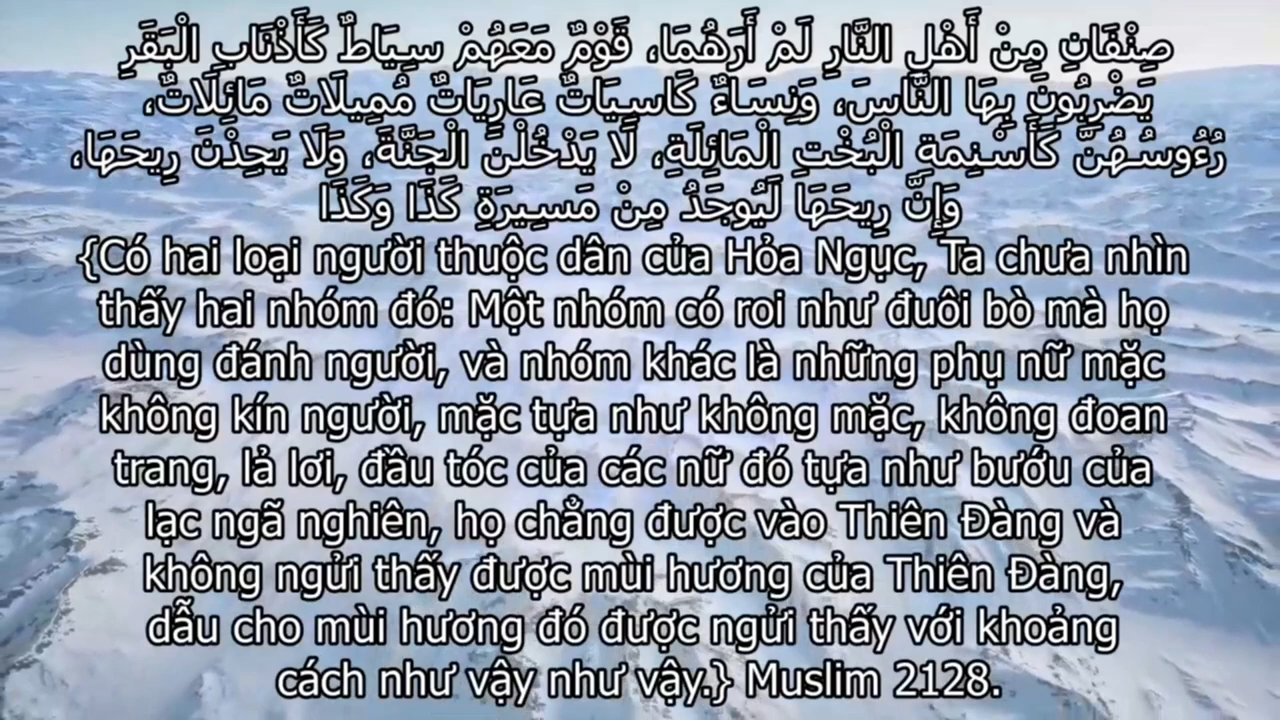 صِنْفَانِ مِنْ أَهْلِ النَّارِ لَمْ أَرَهُمَا، قَوْمٌ مَعَهُمْ سِيَاطٌ كَأَذْنَابِ الْبَقَرِ
يَضْرِبُونَ بِهَا النَّاسَ، وَنِسَاءٌ كَاسِيَاتٌ عَارِيَاتٌ مُمِيلَاتٌ مَائِلَاتٌ،
رُءُوسُهُنَّ كَأَسْنِمَةِ الْبُخْتِ الْمَائِلَةِ، لَا يَدْخُلْنَ الْجَنَّةَ، وَلَا يَجِدْنَ رِيحَهَا،
وَإِنَّ رِيحَهَا لَيُوجَدُ مِنْ مَسِيرَةِ كَذَا وَكَذَا
{Có hai loại người thuộc dân của Hỏa Ngục, Ta chưa nhìn
thấy hai nhóm đó: Một nhóm có roi như đuôi bò mà họ
dùng đánh người, và nhóm khác là những phụ nữ mặc
không kín người, mặc tựa như không mặc, không đoan
trang, lả lơi, đầu tóc của các nữ đó tựa như bướu của
lạc ngã nghiên, họ chẳng được vào Thiên Đàng và
không ngửi thấy được mùi hương của Thiên Đàng,
dẫu cho mùi hương đó được ngửi thấy với khoảng
cách như vậy như vậy.} Muslim 2128.